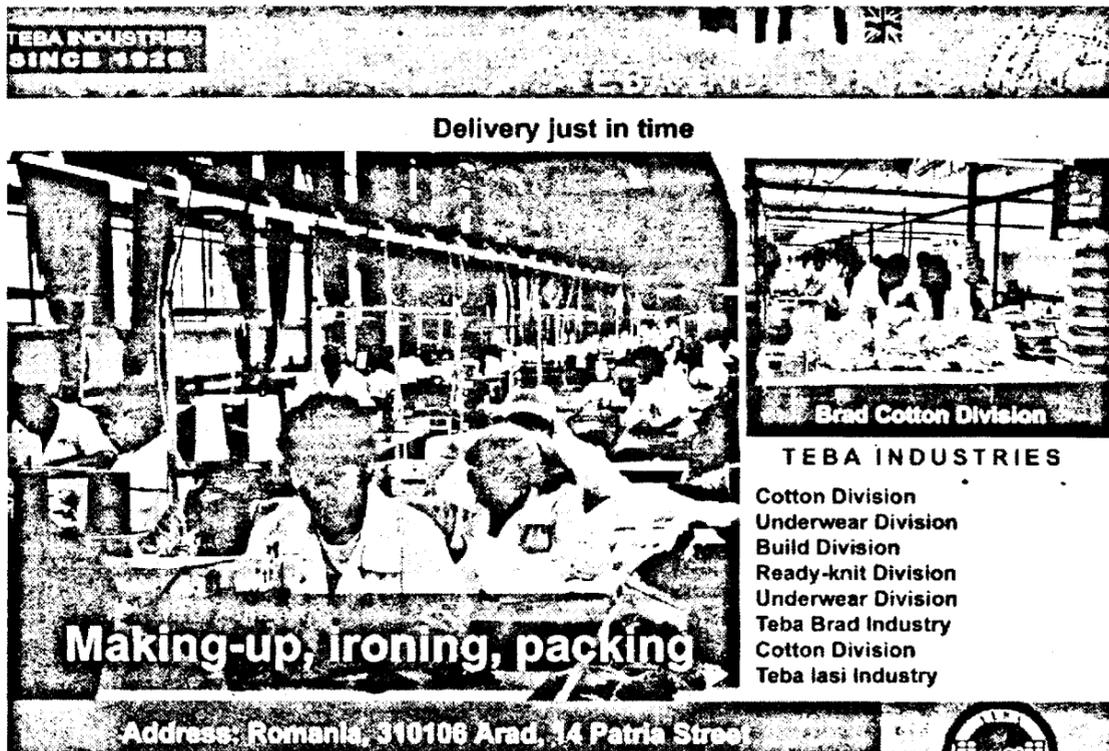 TEBA INDUSTRIES
SINCE 1926
Delivery just in time
Brad Cotton Division
TEBA INDUSTRIES
Cotton Division
Underwear Division
Build Division
Ready-knit Division
Underwear Division
Teba Brad Industry
Cotton Division
Teba Iasi Industry
Making-up, ironing, packing
Address: Romania, 310106 Arad, 14 Patria Street